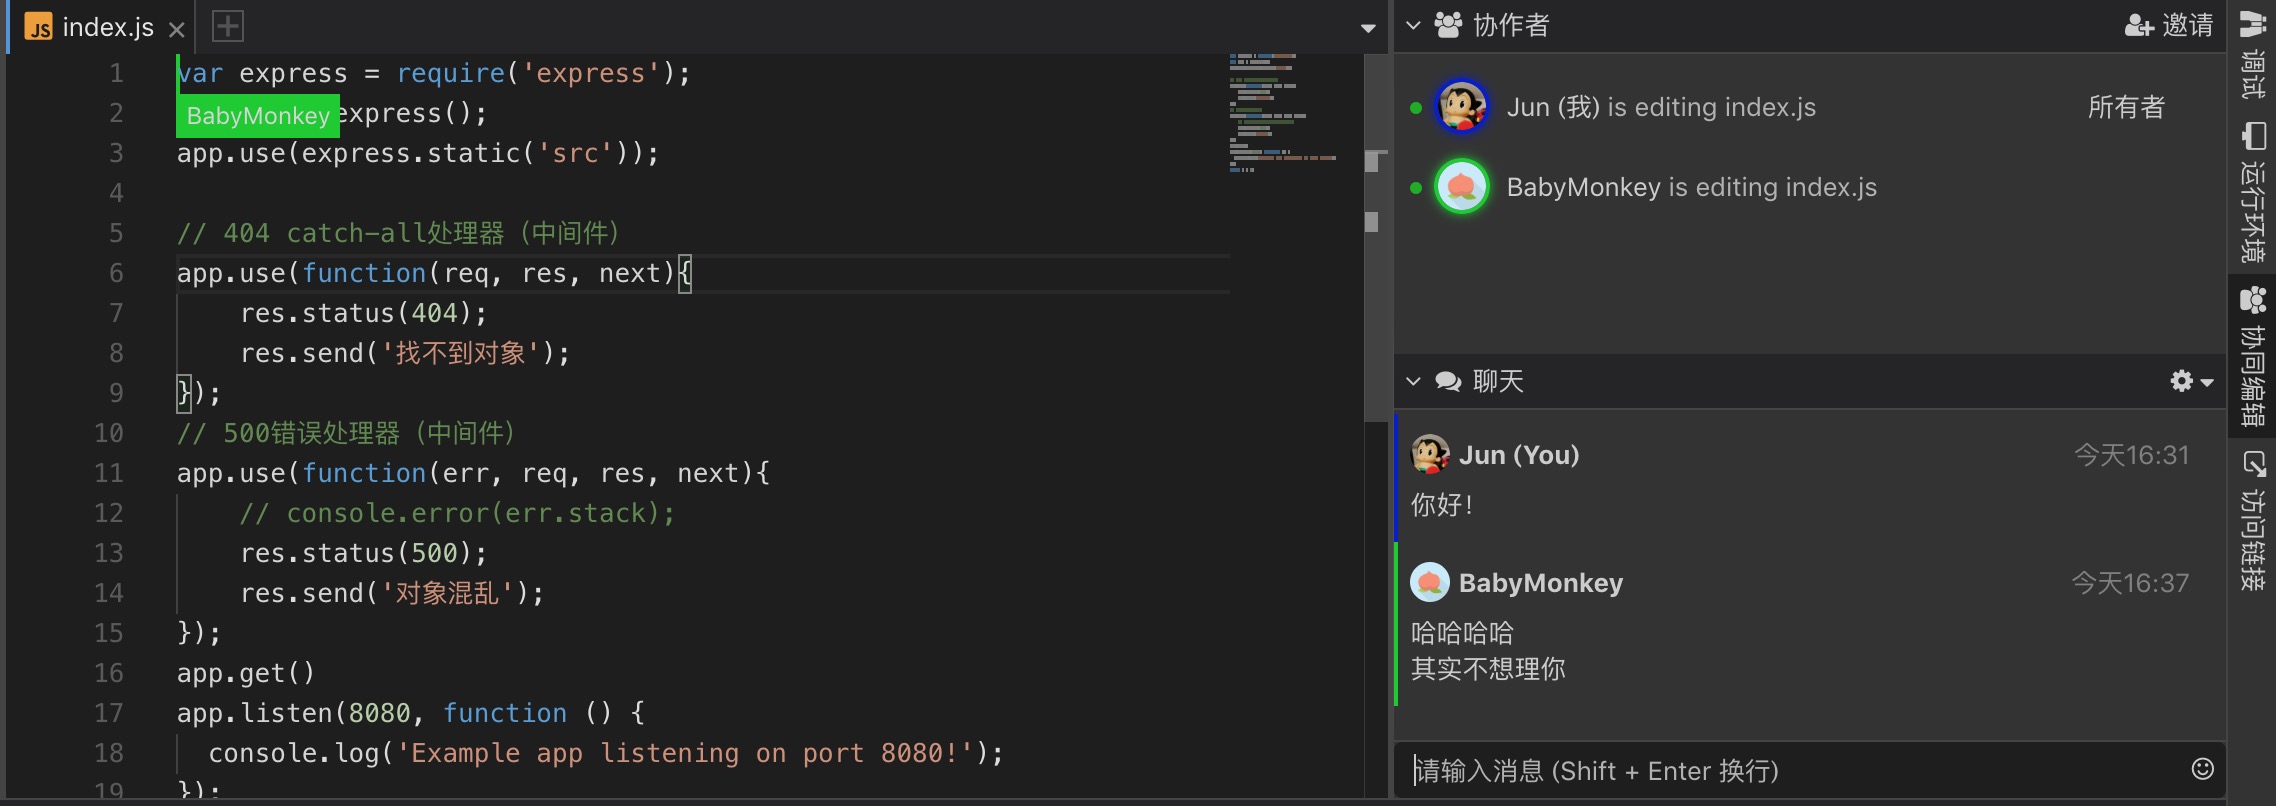 JS index.js
1 var express = require('express');
2 BabyMonkey express();
3 app.use(express.static('src'));
4
5 // 404 catch-all处理器（中间件）
6 app.use(function(req, res, next){
7 res.status(404);
8 res.send('找不到对象');
9 });
10 // 500错误处理器（中间件）
11 app.use(function(err, req, res, next){
12 // console.error(err.stack);
13 res.status(500);
14 res.send('对象混乱');
15 });
16 app.get()
17 app.listen(8080, function () {
18 console.log('Example app listening on port 8080!');
19 });
协作者 邀请
Jun (我) is editing index.js 所有者
BabyMonkey is editing index.js
聊天
Jun (You) 今天16:31
你好！
BabyMonkey 今天16:37
哈哈哈哈
其实不想理你
请输入消息 (Shift + Enter 换行)
调试
运行环境
协同编辑
访问链接